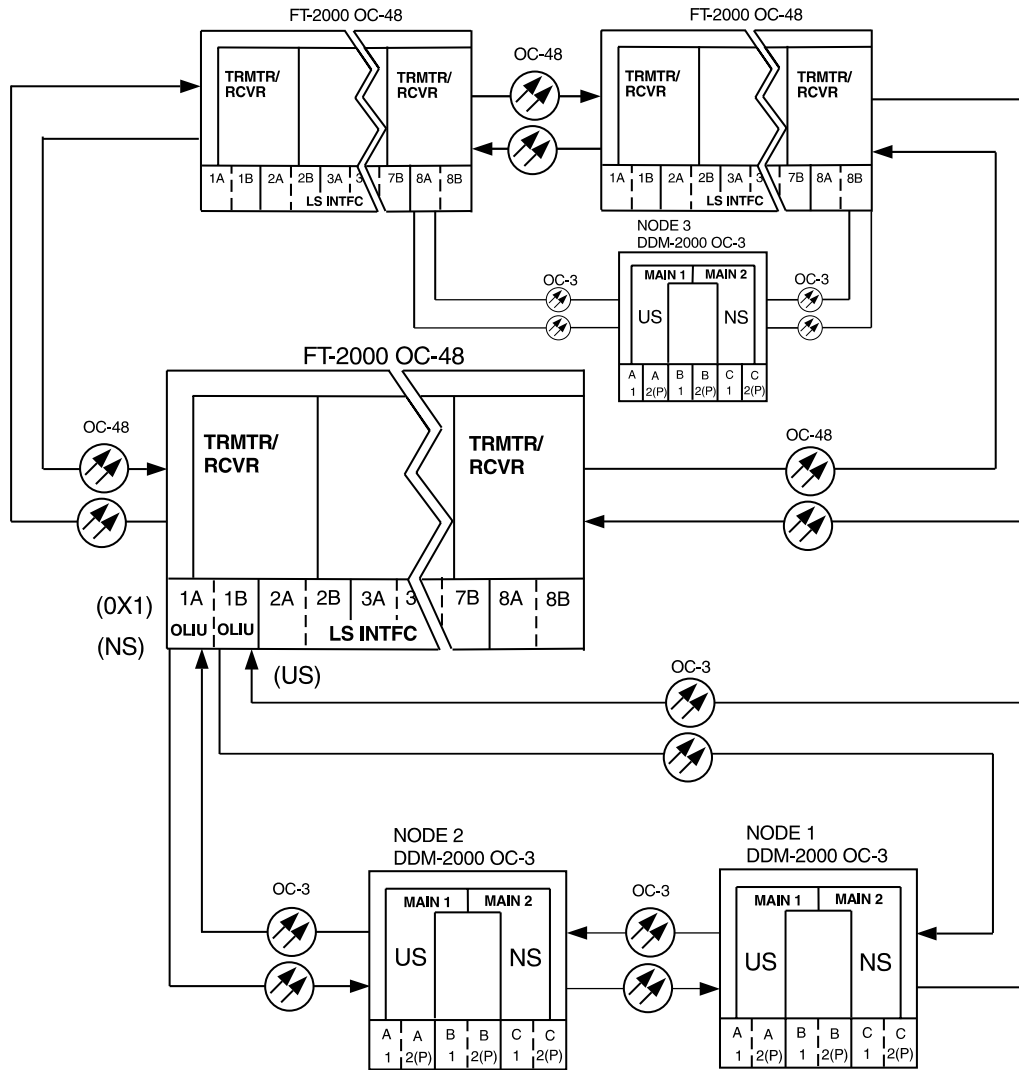 FT-2000 OC-48
FT-2000 OC-48
OC-48
TRMTR/
RCVR
TRMTR/
RCVR
TRMTR/
RCVR
TRMTR/
RCVR
1A 1B 2A 2B 3A 3 7B 8A 8B
LS INTFC
1A 1B 2A 2B 3A 3 7B 8A 8B
LS INTFC
NODE 3
DDM-2000 OC-3
OC-3
MAIN 1 MAIN 2
OC-3
US NS
A A B B C C
1 2(P) 1 2(P) 1 2(P)
FT-2000 OC-48
OC-48
TRMTR/
RCVR
TRMTR/
RCVR
OC-48
(0X1)
1A 1B 2A 2B 3A 3 7B 8A 8B
(NS)
OLIU OLIU LS INTFC
(US)
OC-3
NODE 2
DDM-2000 OC-3
NODE 1
DDM-2000 OC-3
OC-3
MAIN 1 MAIN 2
OC-3
MAIN 1 MAIN 2
US NS
US NS
A A B B C C
1 2(P) 1 2(P) 1 2(P)
A A B B C C
1 2(P) 1 2(P) 1 2(P)